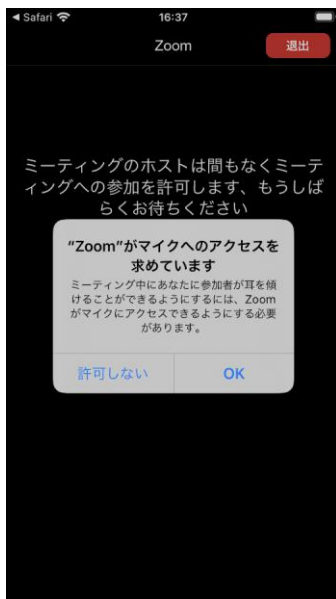 ◀ Safari
16:37
Zoom
退出
ミーティングのホストは間もなくミーテ
ィングへの参加を許可します、もうしば
らくお待ちください
"Zoom"がマイクへのアクセスを
求めています
ミーティング中にあなたに参加者が耳を傾
けることができるようにするには、Zoom
がマイクにアクセスできるようにする必要
があります。
許可しない
OK